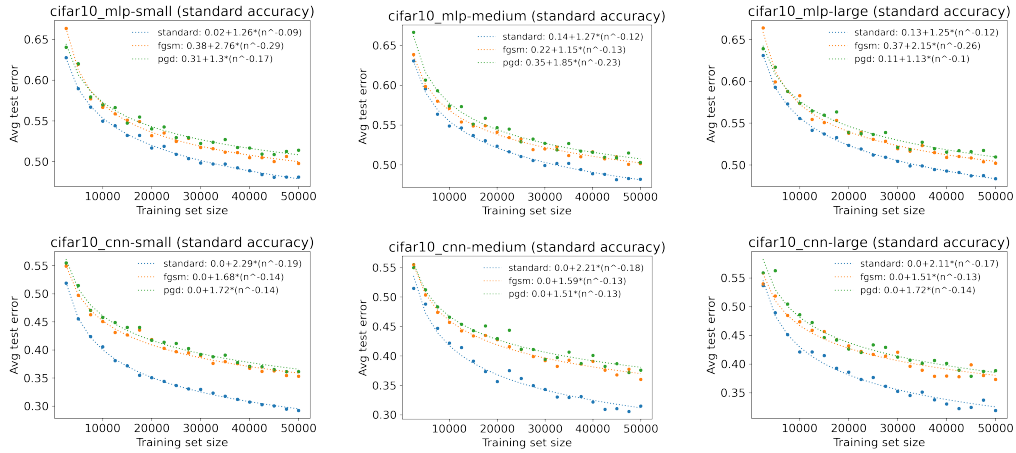 cifar10_mlp-small (standard accuracy)
standard: 0.02+1.26*(n^-0.09)
fgsm: 0.38+2.76*(n^-0.29)
pgd: 0.31+1.3*(n^-0.17)
Avg test error
0.65
0.60
0.55
0.50
10000 20000 30000 40000 50000
Training set size
cifar10_mlp-medium (standard accuracy)
standard: 0.14+1.27*(n^-0.12)
fgsm: 0.22+1.15*(n^-0.13)
pgd: 0.35+1.85*(n^-0.23)
Avg test error
0.65
0.60
0.55
0.50
10000 20000 30000 40000 50000
Training set size
cifar10_mlp-large (standard accuracy)
standard: 0.13+1.25*(n^-0.12)
fgsm: 0.37+2.15*(n^-0.26)
pgd: 0.11+1.13*(n^-0.1)
Avg test error
0.65
0.60
0.55
0.50
10000 20000 30000 40000 50000
Training set size
cifar10_cnn-small (standard accuracy)
standard: 0.0+2.29*(n^-0.19)
fgsm: 0.0+1.68*(n^-0.14)
pgd: 0.0+1.72*(n^-0.14)
Avg test error
0.55
0.50
0.45
0.40
0.35
0.30
10000 20000 30000 40000 50000
Training set size
cifar10_cnn-medium (standard accuracy)
standard: 0.0+2.21*(n^-0.18)
fgsm: 0.0+1.59*(n^-0.13)
pgd: 0.0+1.51*(n^-0.13)
Avg test error
0.55
0.50
0.45
0.40
0.35
0.30
10000 20000 30000 40000 50000
Training set size
cifar10_cnn-large (standard accuracy)
standard: 0.0+2.11*(n^-0.17)
fgsm: 0.0+1.51*(n^-0.13)
pgd: 0.0+1.72*(n^-0.14)
Avg test error
0.55
0.50
0.45
0.40
0.35
10000 20000 30000 40000 50000
Training set size